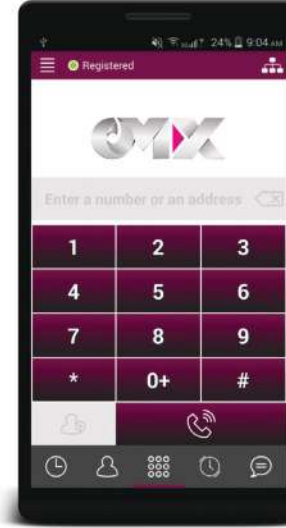 24% 9:04 AM
Registered
Enter a number or an address
1 2 3
4 5 6
7 8 9
* 0+ #